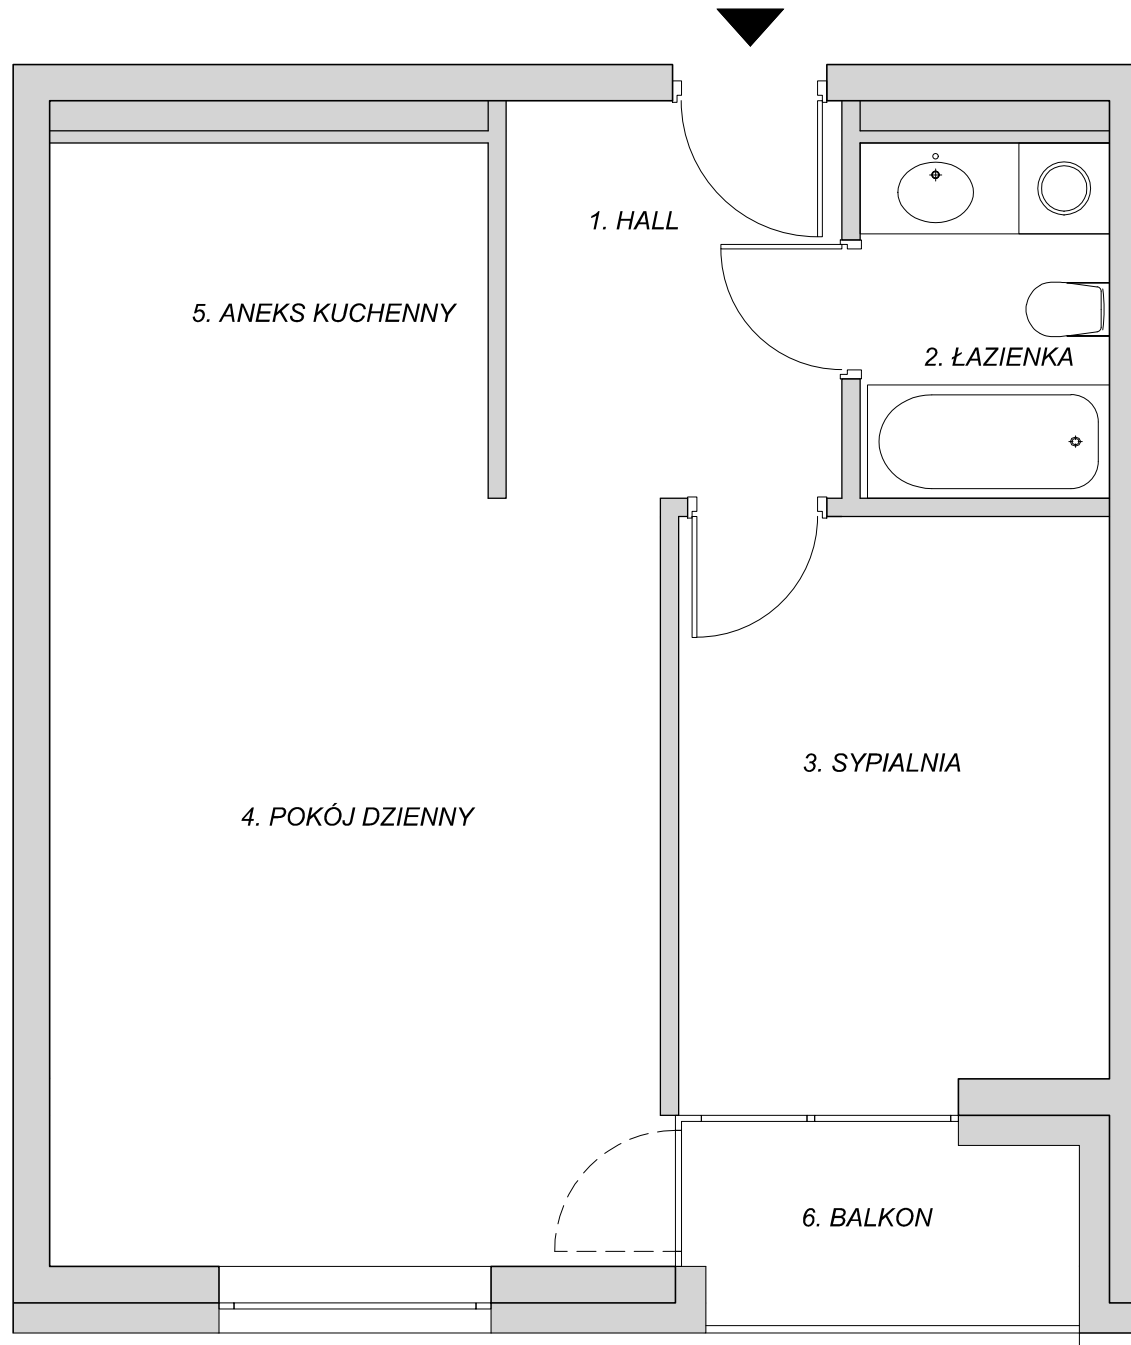 1. HALL
5. ANEKS KUCHENNY
2. ŁAZIENKA
3. SYPIALNIA
4. POKÓJ DZIENNY
6. BALKON